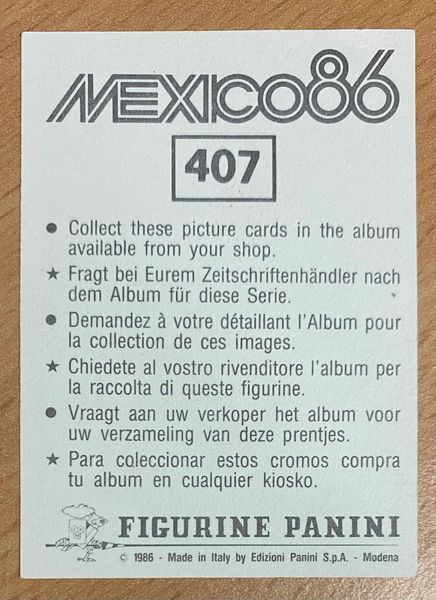 MEXICO86
407
● Collect these picture cards in the album
available from your shop.
★ Fragt bei Eurem Zeitschriftenhändler nach
dem Album für diese Serie.
● Demandez à votre détaillant l'Album pour
la collection de ces images.
★ Chiedete al vostro rivenditore l'album per
la raccolta di queste figurine.
● Vraagt aan uw verkoper het album voor
uw verzameling van deze prentjes.
★ Para coleccionar estos cromos compra
tu album en cualquier kiosko.
FIGURINE PANINI
© 1986 - Made in Italy by Edizioni Panini S.p.A. - Modena